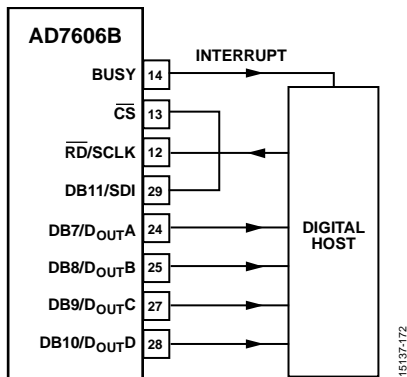 AD7606B
INTERRUPT
BUSY 14
CS 13
RD/SCLK 12
DB11/SDI 29
DB7/DOUTA 24
DIGITAL
HOST
DB8/DOUTB 25
DB9/DOUTC 27
DB10/DOUTD 28
15137-172